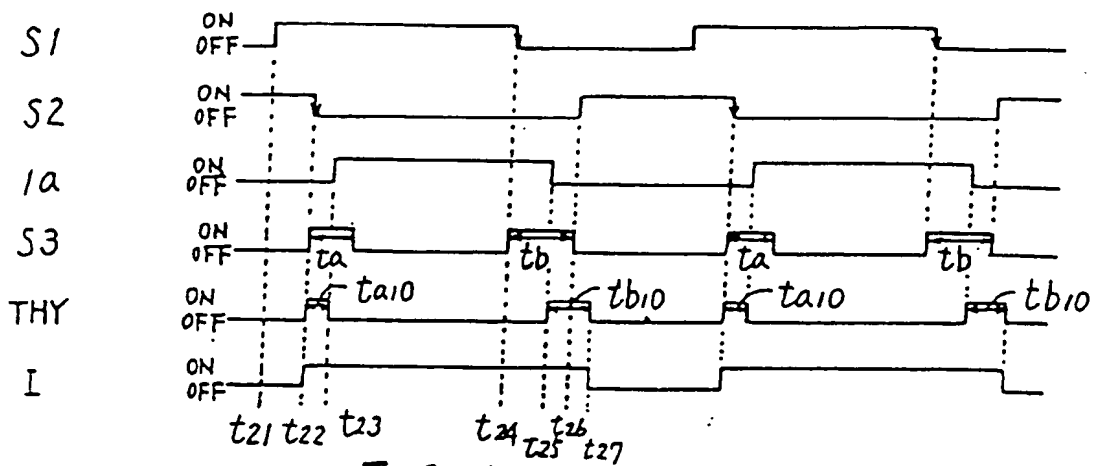 S1 ON OFF
S2 ON OFF
1a ON OFF
S3 ON OFF ta tb ta tb
THY ON OFF ta10 tb10 ta10 tb10
I ON OFF
t21 t22 t23 t24 t25 t26 t27